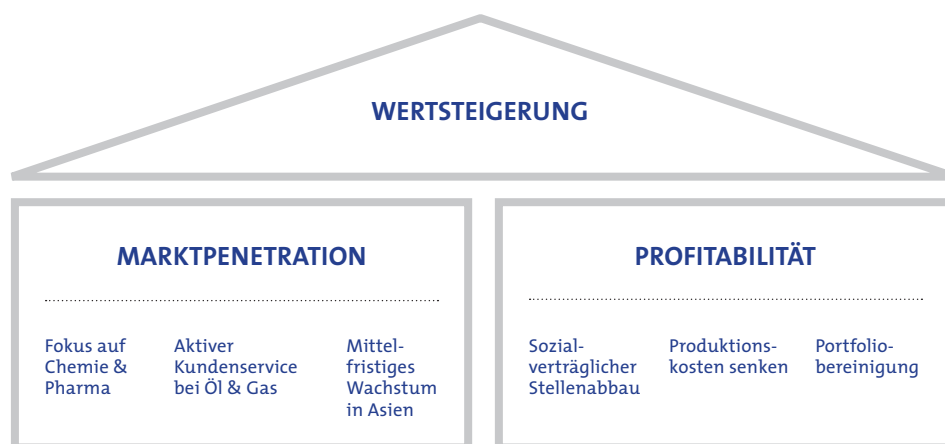 WERTSTEIGERUNG
MARKTPENETRATION
Fokus auf
Chemie &
Pharma
Aktiver
Kundenservice
bei Öl & Gas
Mittel-
fristiges
Wachstum
in Asien
PROFITABILITÄT
Sozial-
verträglicher
Stellenabbau
Produktions-
kosten senken
Portfolio-
bereinigung